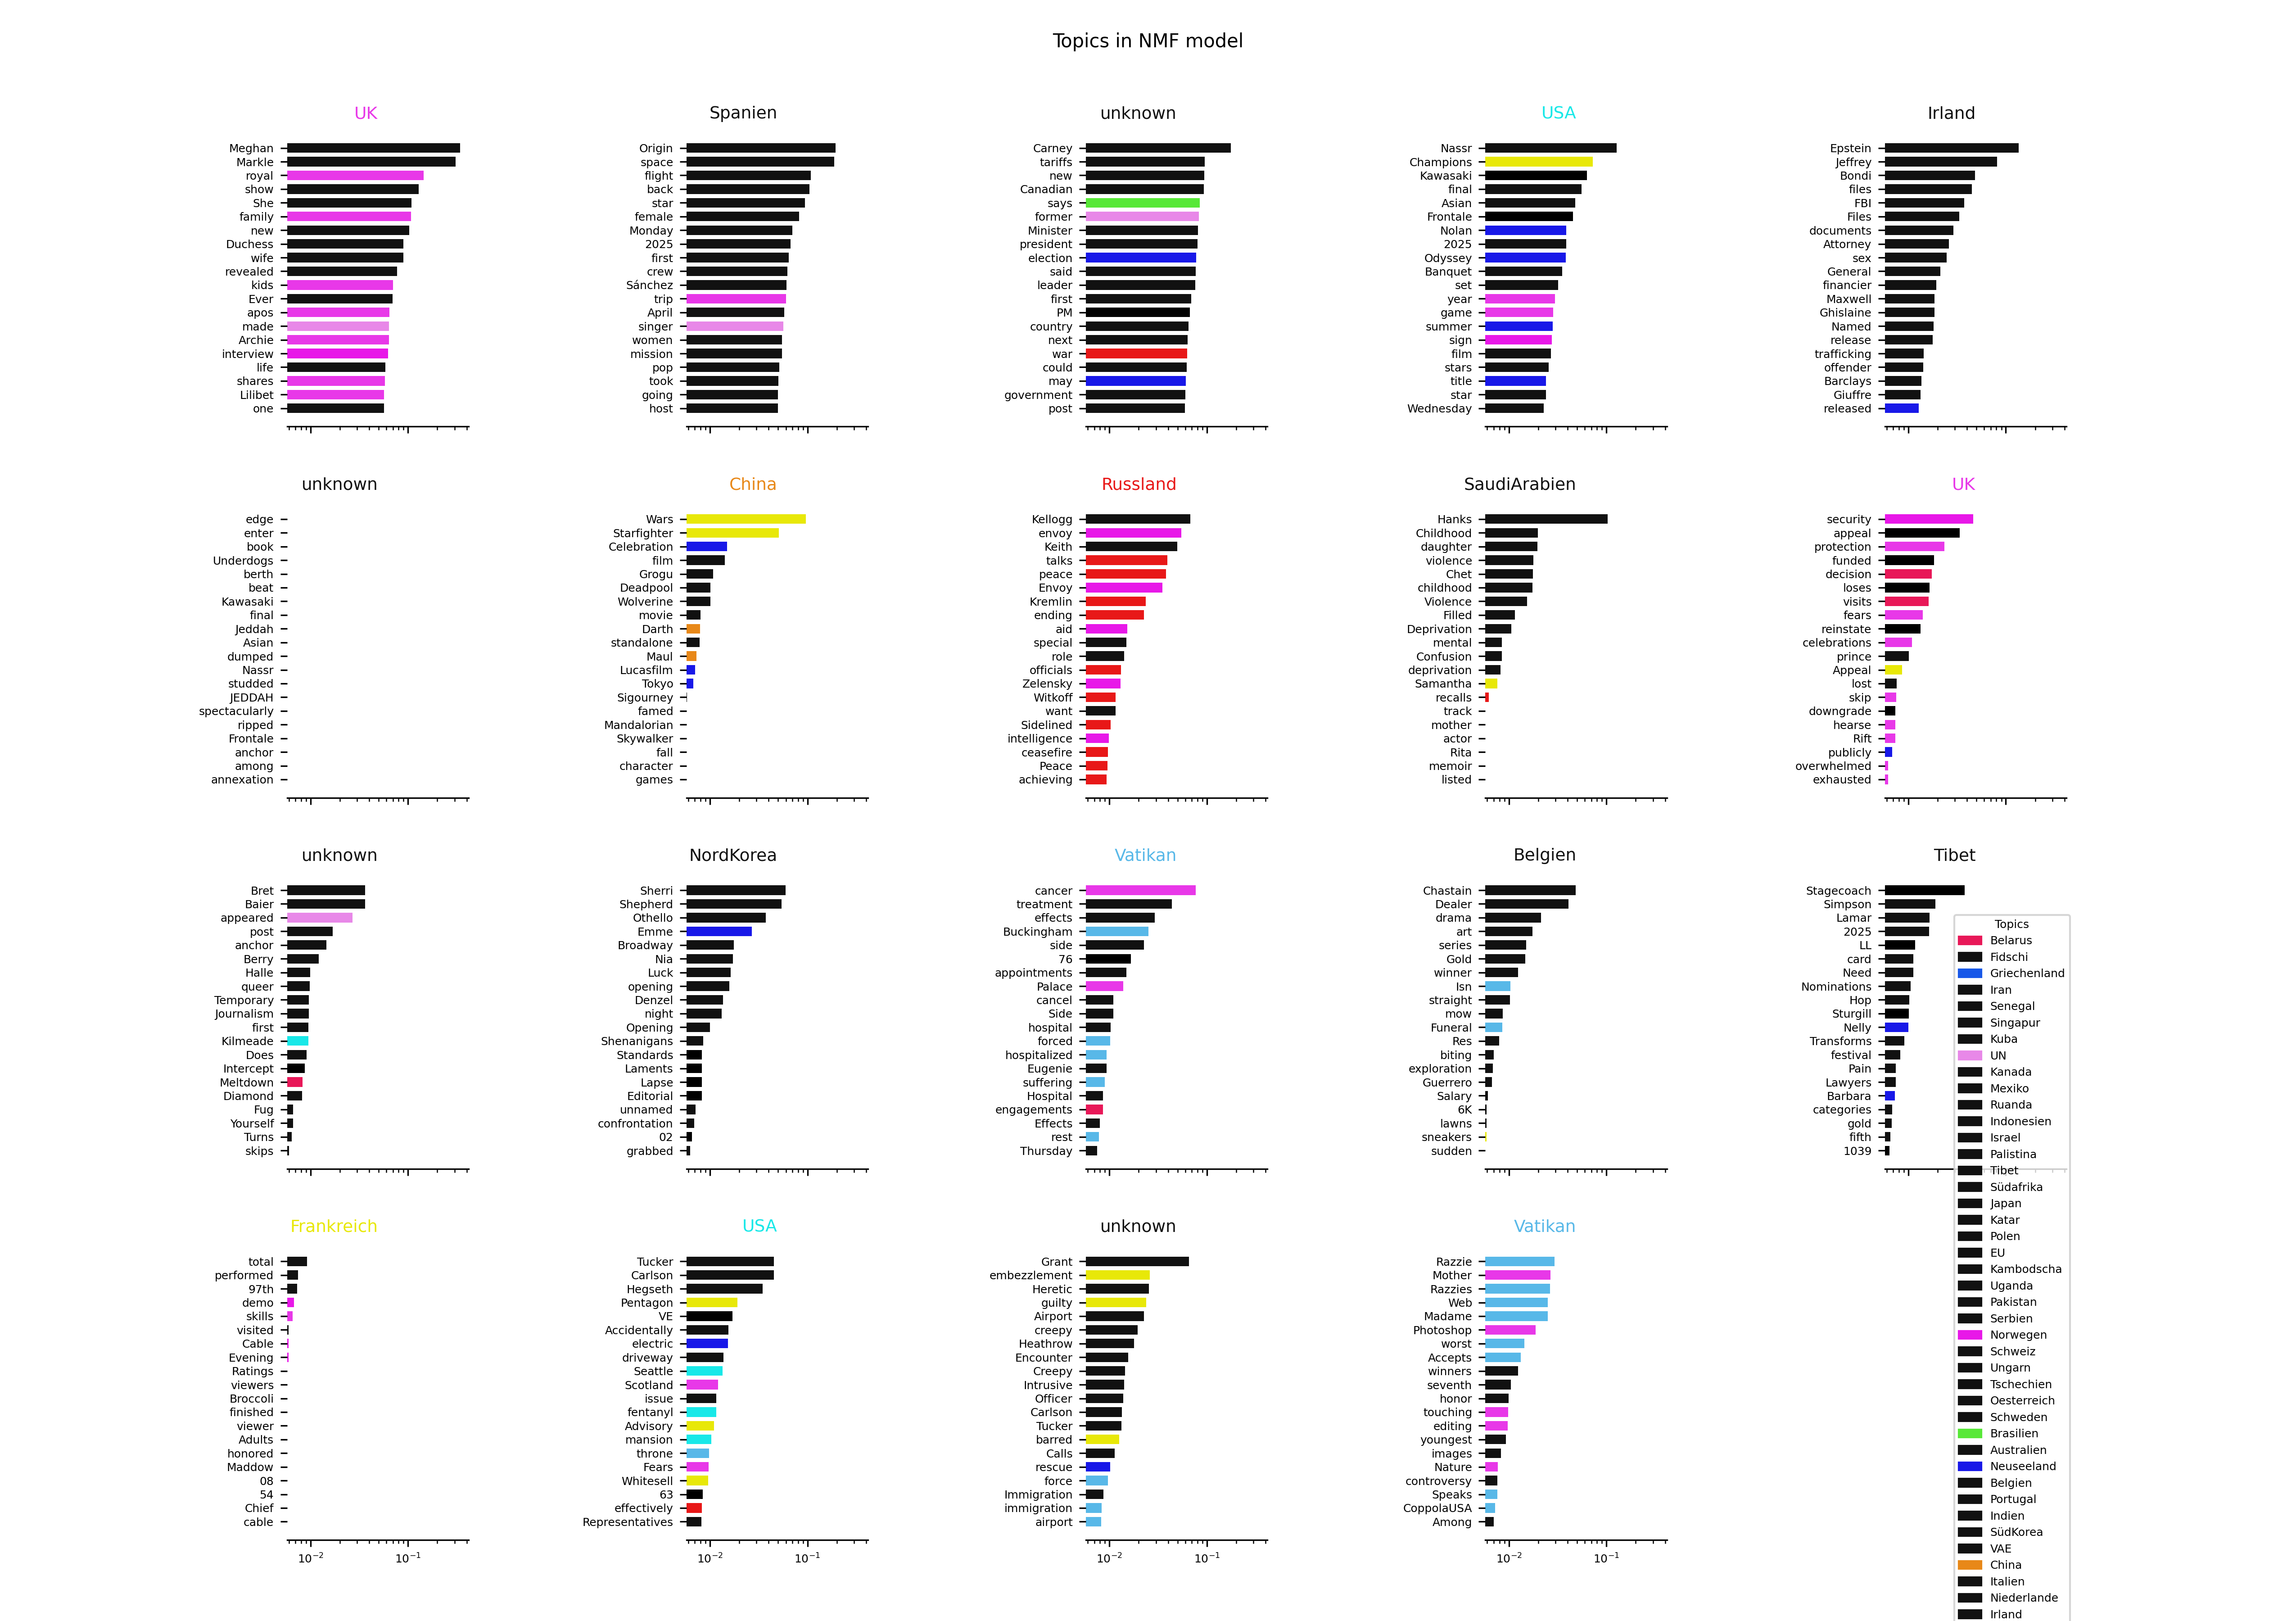 Topics in NMF model
UK
Meghan
Markle
royal
show
She
family
new
Duchess
wife
revealed
kids
Ever
apos
made
Archie
interview
life
shares
Lilibet
one
Spanien
Origin
space
flight
back
star
female
Monday
2025
first
crew
Sánchez
trip
April
singer
women
mission
pop
took
going
host
unknown
Carney
tariffs
new
Canadian
says
former
Minister
president
election
said
leader
first
PM
country
next
war
could
may
government
post
USA
Nassr
Champions
Kawasaki
final
Asian
Frontale
Nolan
2025
Odyssey
Banquet
set
year
game
summer
sign
film
stars
title
star
Wednesday
Irland
Epstein
Jeffrey
Bondi
files
FBI
Files
documents
Attorney
sex
General
financier
Maxwell
Ghislaine
Named
release
trafficking
offender
Barclays
Giuffre
released
unknown
edge
enter
book
Underdogs
berth
beat
Kawasaki
final
Jeddah
Asian
dumped
Nassr
studded
JEDDAH
spectacularly
ripped
Frontale
anchor
among
annexation
China
Wars
Starfighter
Celebration
film
Grogu
Deadpool
Wolverine
movie
Darth
standalone
Maul
Lucasfilm
Tokyo
Sigourney
famed
Mandalorian
Skywalker
fall
character
games
Russland
Kellogg
envoy
Keith
talks
peace
Envoy
Kremlin
ending
aid
special
role
officials
Zelensky
Witkoff
want
Sidelined
intelligence
ceasefire
Peace
achieving
SaudiArabien
Hanks
Childhood
daughter
violence
Chet
childhood
Violence
Filled
Deprivation
mental
Confusion
deprivation
Samantha
recalls
track
mother
actor
Rita
memoir
listed
UK
security
appeal
protection
funded
decision
loses
visits
fears
reinstate
celebrations
prince
Appeal
lost
skip
downgrade
hearse
Rift
publicly
overwhelmed
exhausted
unknown
Bret
Baier
appeared
post
anchor
Berry
Halle
queer
Temporary
Journalism
first
Kilmeade
Does
Intercept
Meltdown
Diamond
Fug
Yourself
Turns
skips
NordKorea
Sherri
Shepherd
Othello
Emme
Broadway
Nia
Luck
opening
Denzel
night
Opening
Shenanigans
Standards
Laments
Lapse
Editorial
unnamed
confrontation
02
grabbed
Vatikan
cancer
treatment
effects
Buckingham
side
76
appointments
Palace
cancel
Side
hospital
forced
hospitalized
Eugenie
suffering
Hospital
engagements
Effects
rest
Thursday
Belgien
Chastain
Dealer
drama
art
series
Gold
winner
Isn
straight
mow
Funeral
Res
biting
exploration
Guerrero
Salary
6K
lawns
sneakers
sudden
Tibet
Stagecoach
Simpson
Lamar
2025
LL
card
Need
Nominations
Hop
Sturgill
Nelly
Transforms
festival
Pain
Lawyers
Barbara
categories
gold
fifth
1039
Frankreich
total
performed
97th
demo
skills
visited
Cable
Evening
Ratings
viewers
Broccoli
finished
viewer
Adults
honored
Maddow
08
54
Chief
cable
10⁻² 10⁻¹
USA
Tucker
Carlson
Hegseth
Pentagon
VE
Accidentally
electric
driveway
Seattle
Scotland
issue
fentanyl
Advisory
mansion
throne
Fears
Whitesell
63
effectively
Representatives
10⁻² 10⁻¹
unknown
Grant
embezzlement
Heretic
guilty
Airport
creepy
Heathrow
Encounter
Creepy
Intrusive
Officer
Carlson
Tucker
barred
Calls
rescue
force
Immigration
immigration
airport
10⁻² 10⁻¹
Vatikan
Razzie
Mother
Razzies
Web
Madame
Photoshop
worst
Accepts
winners
seventh
honor
touching
editing
youngest
images
Nature
controversy
Speaks
CoppolaUSA
Among
10⁻² 10⁻¹
Topics
Belarus
Fidschi
Griechenland
Iran
Senegal
Singapur
Kuba
UN
Kanada
Mexiko
Ruanda
Indonesien
Israel
Palistina
Tibet
Südafrika
Japan
Katar
Polen
EU
Kambodscha
Uganda
Pakistan
Serbien
Norwegen
Schweiz
Ungarn
Tschechien
Oesterreich
Schweden
Brasilien
Australien
Neuseeland
Belgien
Portugal
Indien
SüdKorea
VAE
China
Italien
Niederlande
Irland